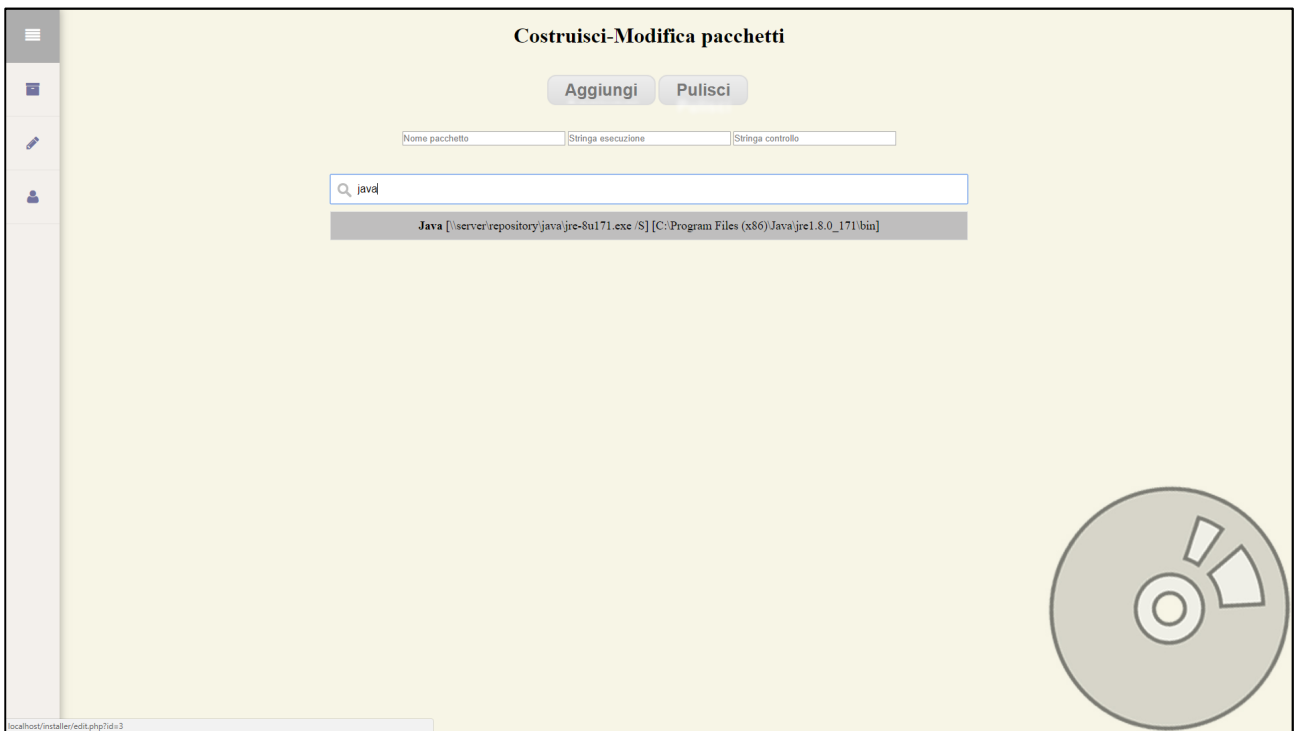 Costruisci-Modifica pacchetti
Aggiungi Pulisci
Nome pacchetto Stringa esecuzione Stringa controllo
java
Java [\\server\repository\java\jre-8u171.exe /S] [C:\Program Files (x86)\Java\jre1.8.0_171\bin]
localhost/installer/edit.php?id=3